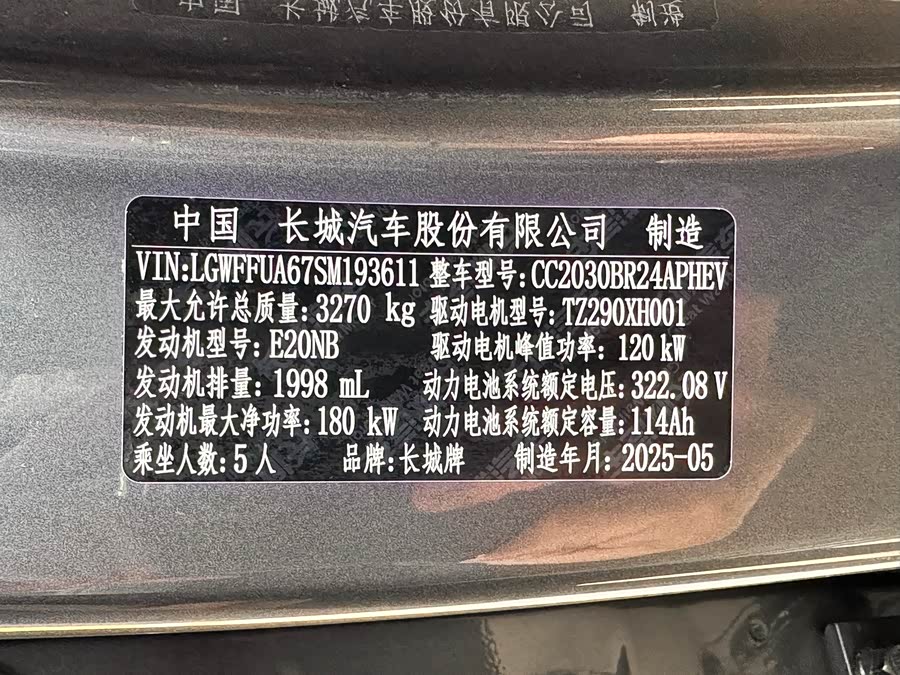 中国 长城汽车股份有限公司 制造
VIN:LGWFFUA67SM193611 整车型号:CC2030BR24APHEV
最大允许总质量:3270 kg 驱动电机型号:TZ290XH001
发动机型号:E20NB 驱动电机峰值功率:120 kW
发动机排量:1998 mL 动力电池系统额定电压:322.08 V
发动机最大净功率:180 kW 动力电池系统额定容量:114Ah
乘坐人数:5人 品牌:长城牌 制造年月:2025-05